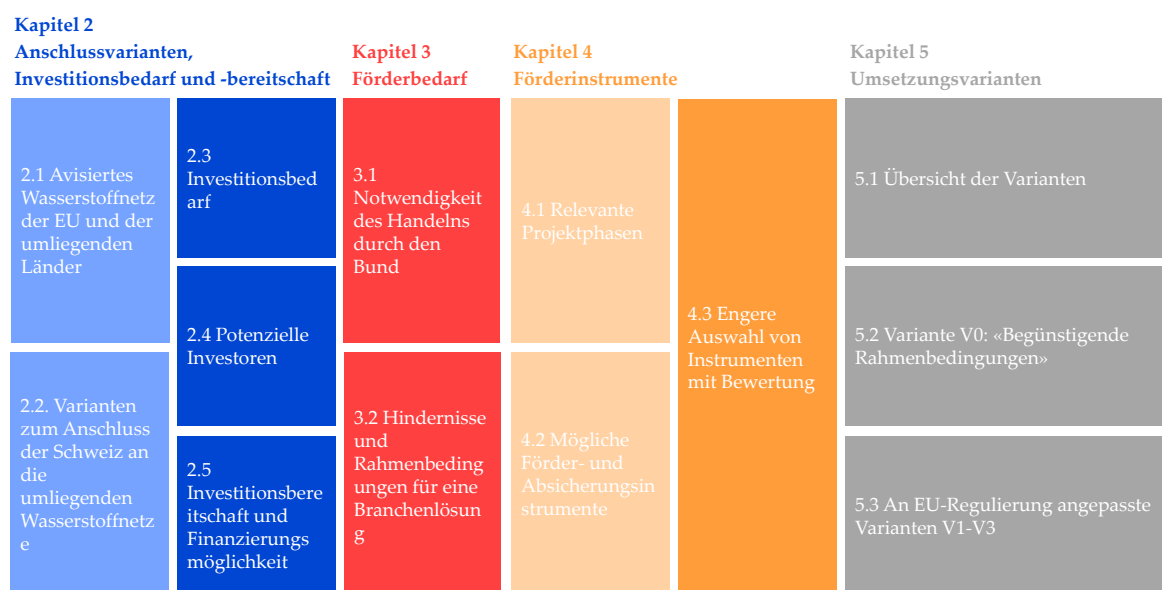 Kapitel 2
Anschlussvarianten,
Investitionsbedarf und -bereitschaft
2.1 Avisiertes
Wasserstoffnetz
der EU und der
umliegenden
Länder
2.2. Varianten
zum Anschluss
der Schweiz an
die
umliegenden
Wasserstoffnetz
e
2.3
Investitionsbed
arf
2.4 Potenzielle
Investoren
2.5
Investitionsbere
itschaft und
Finanzierungs
möglichkeit
Kapitel 3
Förderbedarf
3.1
Notwendigkeit
des Handelns
durch den
Bund
3.2 Hindernisse
und
Rahmenbeding
ungen für eine
Branchenlösun
g
Kapitel 4
Förderinstrumente
4.1 Relevante
Projektphasen
4.2 Mögliche
Förder- und
Absicherungsin
strumente
4.3 Engere
Auswahl von
Instrumenten
mit Bewertung
Kapitel 5
Umsetzungsvarianten
5.1 Übersicht der Varianten
5.2 Variante V0: «Begünstigende
Rahmenbedingungen»
5.3 An EU-Regulierung angepasste
Varianten V1-V3